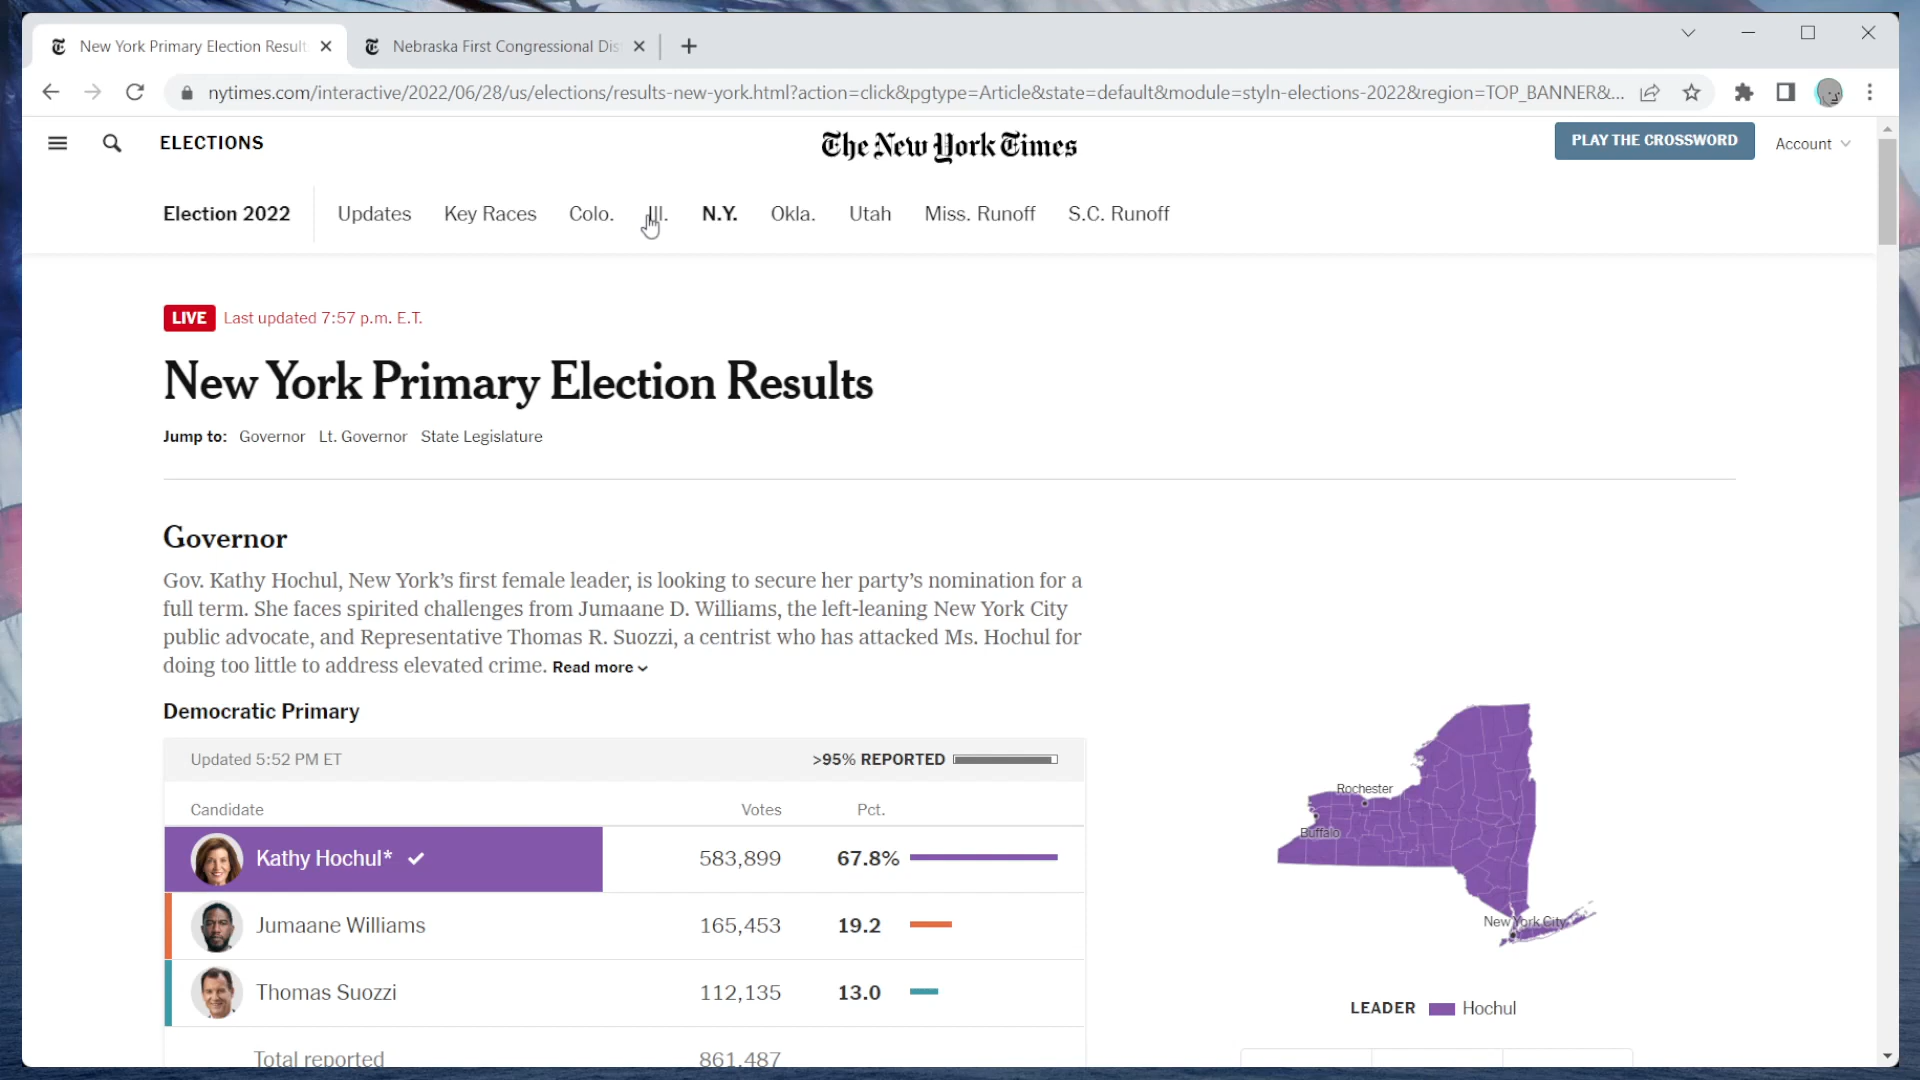 New York Primary Election Result
Nebraska First Congressional Dis
nytimes.com/interactive/2022/06/28/us/elections/results-new-york.html?action=click&pgtype=Article&state=default&module=styln-elections-2022&region=TOP_BANNER&...
ELECTIONS
The New York Times
PLAY THE CROSSWORD
Account
Election 2022
Updates
Key Races
Colo.
Ill.
N.Y.
Okla.
Utah
Miss. Runoff
S.C. Runoff
LIVE Last updated 7:57 p.m. E.T.
New York Primary Election Results
Jump to: Governor Lt. Governor State Legislature
Governor
Gov. Kathy Hochul, New York’s first female leader, is looking to secure her party’s nomination for a
full term. She faces spirited challenges from Jumaane D. Williams, the left-leaning New York City
public advocate, and Representative Thomas R. Suozzi, a centrist who has attacked Ms. Hochul for
doing too little to address elevated crime. Read more
Democratic Primary
Updated 5:52 PM ET >95% REPORTED
Candidate Votes Pct.
Kathy Hochul* 583,899 67.8%
Jumaane Williams 165,453 19.2
Thomas Suozzi 112,135 13.0
Total reported 861,487
Rochester
Buffalo
New York City
LEADER Hochul